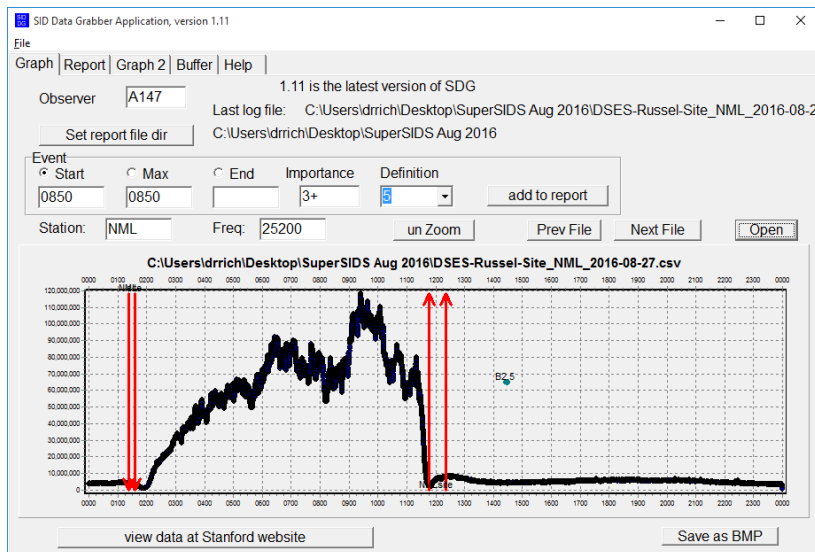 SID DG SID Data Grabber Application, version 1.11
File
Graph Report Graph 2 Buffer Help
1.11 is the latest version of SDG
Observer A147
Last log file: C:\Users\drrich\Desktop\SuperSIDS Aug 2016\DSES-Russel-Site_NML_2016-08-2
Set report file dir C:\Users\drrich\Desktop\SuperSIDS Aug 2016
Event
Start Max End Importance Definition
0850 0850 3+ 5 add to report
Station: NML Freq: 25200 un Zoom Prev File Next File Open
C:\Users\drrich\Desktop\SuperSIDS Aug 2016\DSES-Russel-Site_NML_2016-08-27.csv
0000 0100 0200 0300 0400 0500 0600 0700 0800 0900 1000 1100 1200 1300 1400 1500 1600 1700 1800 1900 2000 2100 2200 2300 0000
120,000,000
110,000,000
100,000,000
90,000,000
80,000,000
70,000,000
B2.5
60,000,000
50,000,000
40,000,000
30,000,000
20,000,000
10,000,000
0
0000 0100 0200 0300 0400 0500 0600 0700 0800 0900 1000 1100 1200 1300 1400 1500 1600 1700 1800 1900 2000 2100 2200 2300 0000
view data at Stanford website Save as BMP